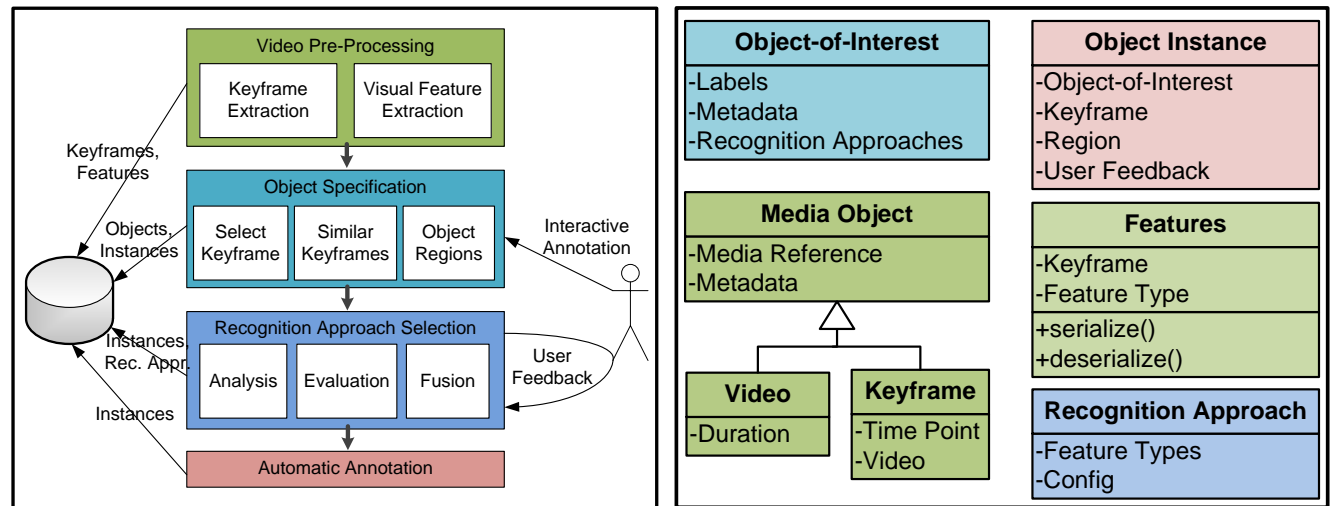 Video Pre-Processing
Keyframe
Extraction
Visual Feature
Extraction
Keyframes,
Features
Object Specification
Select
Keyframe
Similar
Keyframes
Object
Regions
Objects,
Instances
Interactive
Annotation
Recognition Approach Selection
Analysis
Evaluation
Fusion
Instances,
Rec. Appr.
User
Feedback
Instances
Automatic Annotation
Object-of-Interest
-Labels
-Metadata
-Recognition Approaches
Object Instance
-Object-of-Interest
-Keyframe
-Region
-User Feedback
Media Object
-Media Reference
-Metadata
Features
-Keyframe
-Feature Type
+serialize()
+deserialize()
Video
-Duration
Keyframe
-Time Point
-Video
Recognition Approach
-Feature Types
-Config